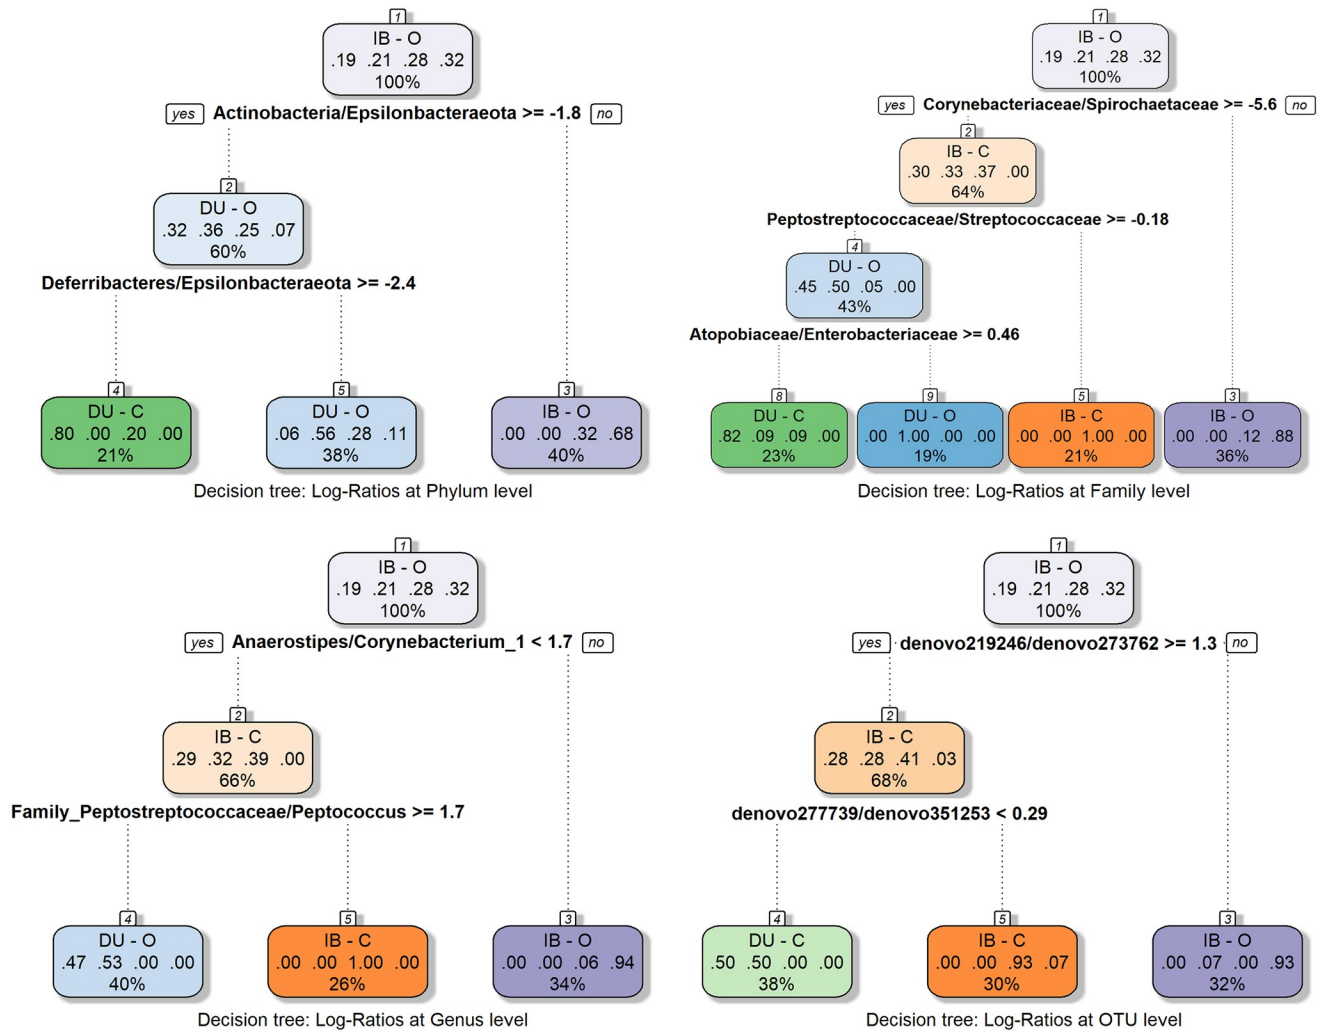 1
IB - O
.19 .21 .28 .32
100%
yes Actinobacteria/Epsilonbacteraeota >= -1.8 no
2
DU - O
.32 .36 .25 .07
60%
Deferribacteres/Epsilonbacteraeota >= -2.4
4
DU - C
.80 .00 .20 .00
21%
5
DU - O
.06 .56 .28 .11
38%
3
IB - O
.00 .00 .32 .68
40%
Decision tree: Log-Ratios at Phylum level
1
IB - O
.19 .21 .28 .32
100%
yes Corynebacteriaceae/Spirochaetaceae >= -5.6 no
2
IB - C
.30 .33 .37 .00
64%
Peptostreptococcaceae/Streptococcaceae >= -0.18
4
DU - O
.45 .50 .05 .00
43%
Atopobiaceae/Enterobacteriaceae >= 0.46
8
DU - C
.82 .09 .09 .00
23%
9
DU - O
.00 1.00 .00 .00
19%
5
IB - C
.00 .00 1.00 .00
21%
3
IB - O
.00 .00 .12 .88
36%
Decision tree: Log-Ratios at Family level
1
IB - O
.19 .21 .28 .32
100%
yes Anaerostipes/Corynebacterium_1 < 1.7 no
2
IB - C
.29 .32 .39 .00
66%
Family_Peptostreptococcaceae/Peptococcus >= 1.7
4
DU - O
.47 .53 .00 .00
40%
5
IB - C
.00 .00 1.00 .00
26%
3
IB - O
.00 .00 .06 .94
34%
Decision tree: Log-Ratios at Genus level
1
IB - O
.19 .21 .28 .32
100%
yes denovo219246/denovo273762 >= 1.3 no
2
IB - C
.28 .28 .41 .03
68%
denovo277739/denovo351253 < 0.29
4
DU - C
.50 .50 .00 .00
38%
5
IB - C
.00 .00 .93 .07
30%
3
IB - O
.00 .07 .00 .93
32%
Decision tree: Log-Ratios at OTU level